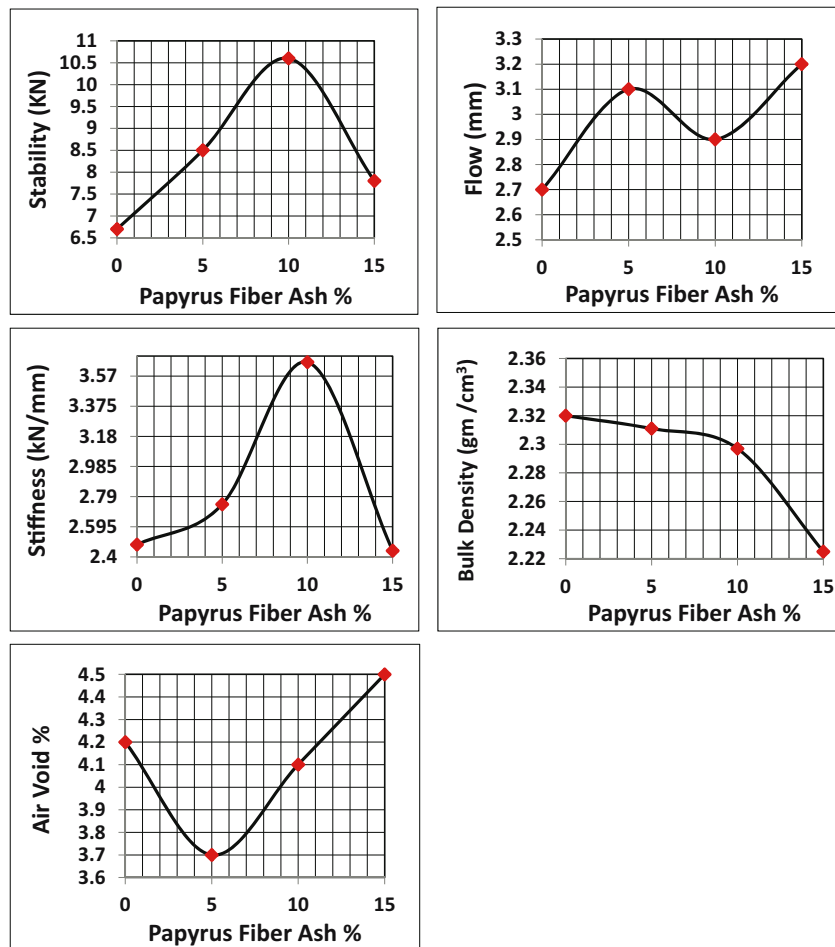 Stability (KN)
11
10.5
10
9.5
9
8.5
8
7.5
7
6.5
0 5 10 15
Papyrus Fiber Ash %
Flow (mm)
3.3
3.2
3.1
3
2.9
2.8
2.7
2.6
2.5
0 5 10 15
Papyrus Fiber Ash %
Stiffness (kN/mm)
3.57
3.375
3.18
2.985
2.79
2.595
2.4
0 5 10 15
Papyrus Fiber Ash %
Bulk Density (gm /cm³)
2.36
2.34
2.32
2.3
2.28
2.26
2.24
2.22
0 5 10 15
Papyrus Fiber Ash %
Air Void %
4.5
4.4
4.3
4.2
4.1
4
3.9
3.8
3.7
3.6
0 5 10 15
Papyrus Fiber Ash %